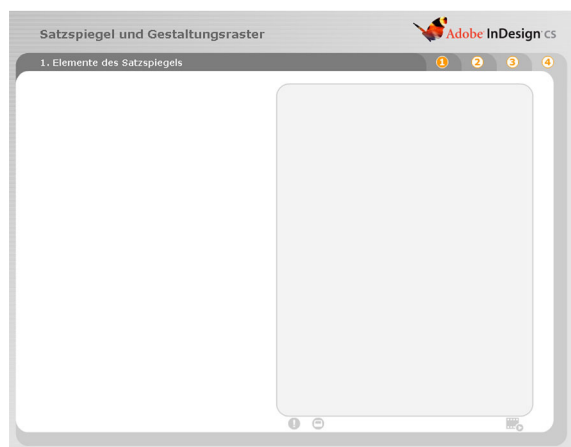 Satzspiegel und Gestaltungsraster
Adobe InDesign CS
1. Elemente des Satzspiegels
1 2 3 4